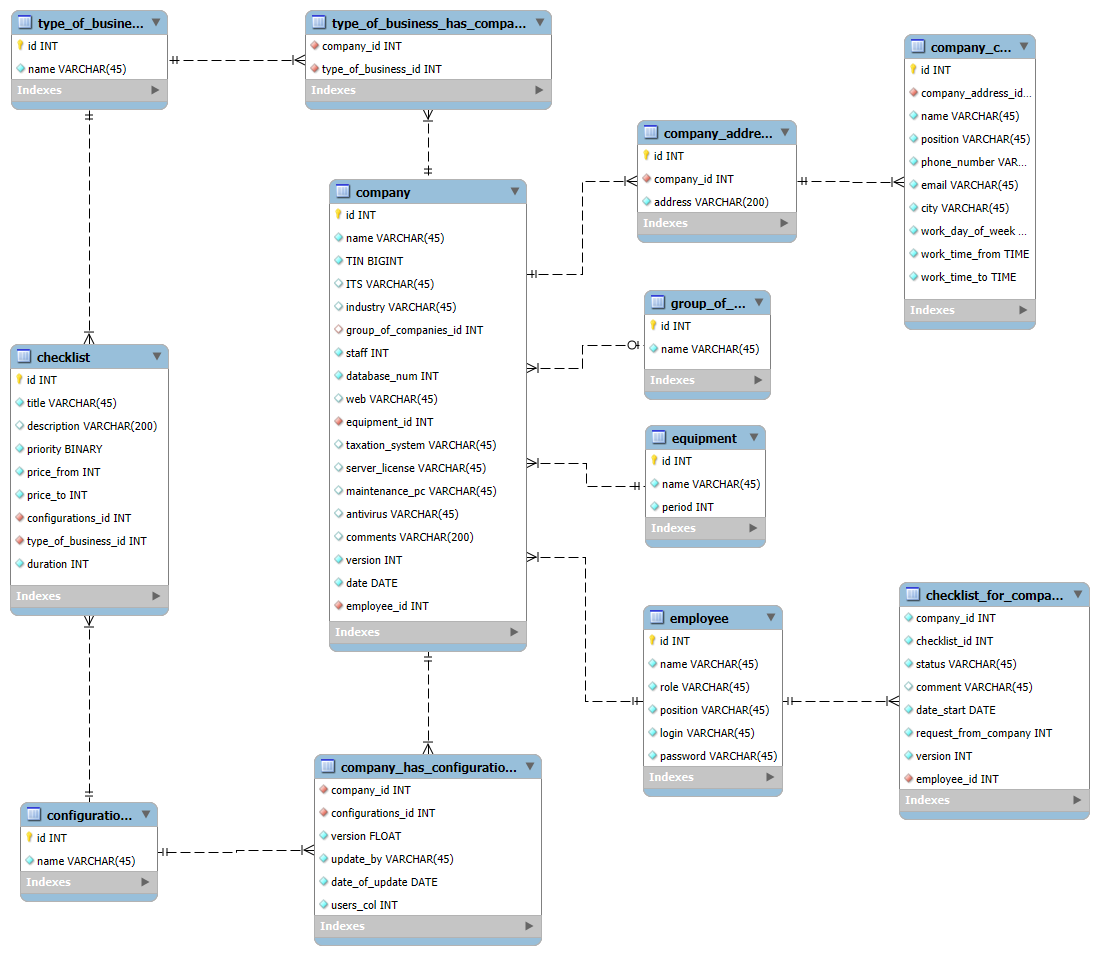 type_of_busine...
id INT
name VARCHAR(45)
Indexes
type_of_business_has_compa...
company_id INT
type_of_business_id INT
Indexes
company_c...
id INT
company_address_id...
name VARCHAR(45)
position VARCHAR(45)
phone_number VAR...
email VARCHAR(45)
city VARCHAR(45)
work_day_of_week ...
work_time_from TIME
work_time_to TIME
Indexes
company_addre...
id INT
company_id INT
address VARCHAR(200)
Indexes
company
id INT
name VARCHAR(45)
TIN BIGINT
ITS VARCHAR(45)
industry VARCHAR(45)
group_of_companies_id INT
staff INT
database_num INT
web VARCHAR(45)
equipment_id INT
taxation_system VARCHAR(45)
server_license VARCHAR(45)
maintenance_pc VARCHAR(45)
antivirus VARCHAR(45)
comments VARCHAR(200)
version INT
date DATE
employee_id INT
Indexes
group_of_...
id INT
name VARCHAR(45)
Indexes
checklist
id INT
title VARCHAR(45)
description VARCHAR(200)
priority BINARY
price_from INT
price_to INT
configurations_id INT
type_of_business_id INT
duration INT
Indexes
equipment
id INT
name VARCHAR(45)
period INT
Indexes
employee
id INT
name VARCHAR(45)
role VARCHAR(45)
position VARCHAR(45)
login VARCHAR(45)
password VARCHAR(45)
Indexes
checklist_for_compa...
company_id INT
checklist_id INT
status VARCHAR(45)
comment VARCHAR(45)
date_start DATE
request_from_company INT
version INT
employee_id INT
Indexes
configuratio...
id INT
name VARCHAR(45)
Indexes
company_has_configuratio...
company_id INT
configurations_id INT
version FLOAT
update_by VARCHAR(45)
date_of_update DATE
users_col INT
Indexes